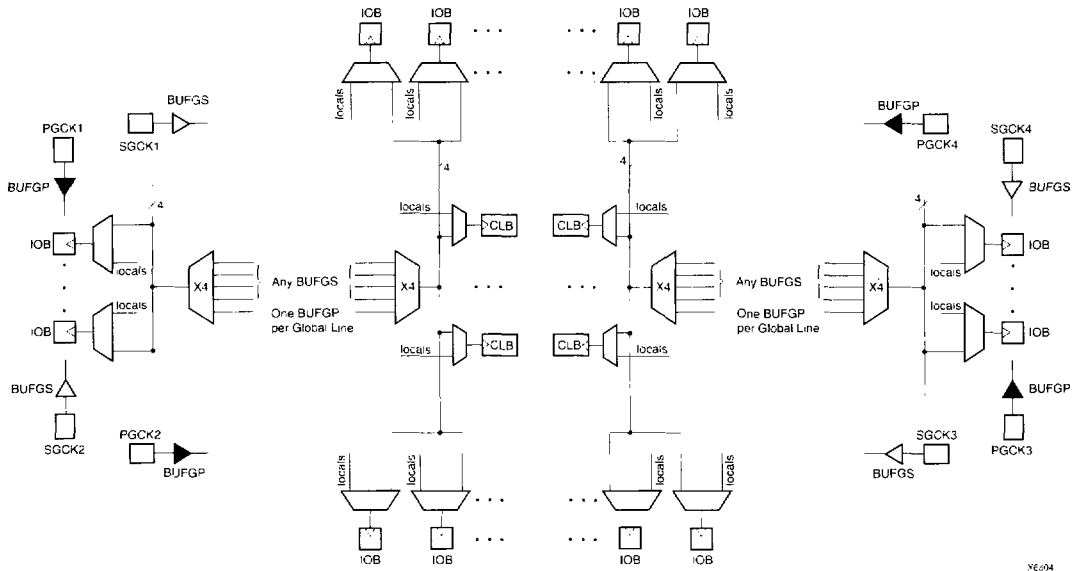 IOB
IOB
IOB
IOB
locals
locals
locals
locals
BUFGS
PGCK1
SGCK1
BUFGP
PGCK4
SGCK4
BUFGP
BUFGS
4
4
4
4
locals
CLB
CLB
locals
IOB
locals
locals
IOB
X4
Any BUFGS
X4
X4
Any BUFGS
X4
locals
One BUFGP
per Global Line
One BUFGP
per Global Line
locals
IOB
locals
CLB
CLB
locals
IOB
BUFGS
SGCK2
PGCK2
BUFGP
SGCK3
BUFGS
BUFGP
PGCK3
locals
locals
locals
locals
IOB
IOB
IOB
IOB